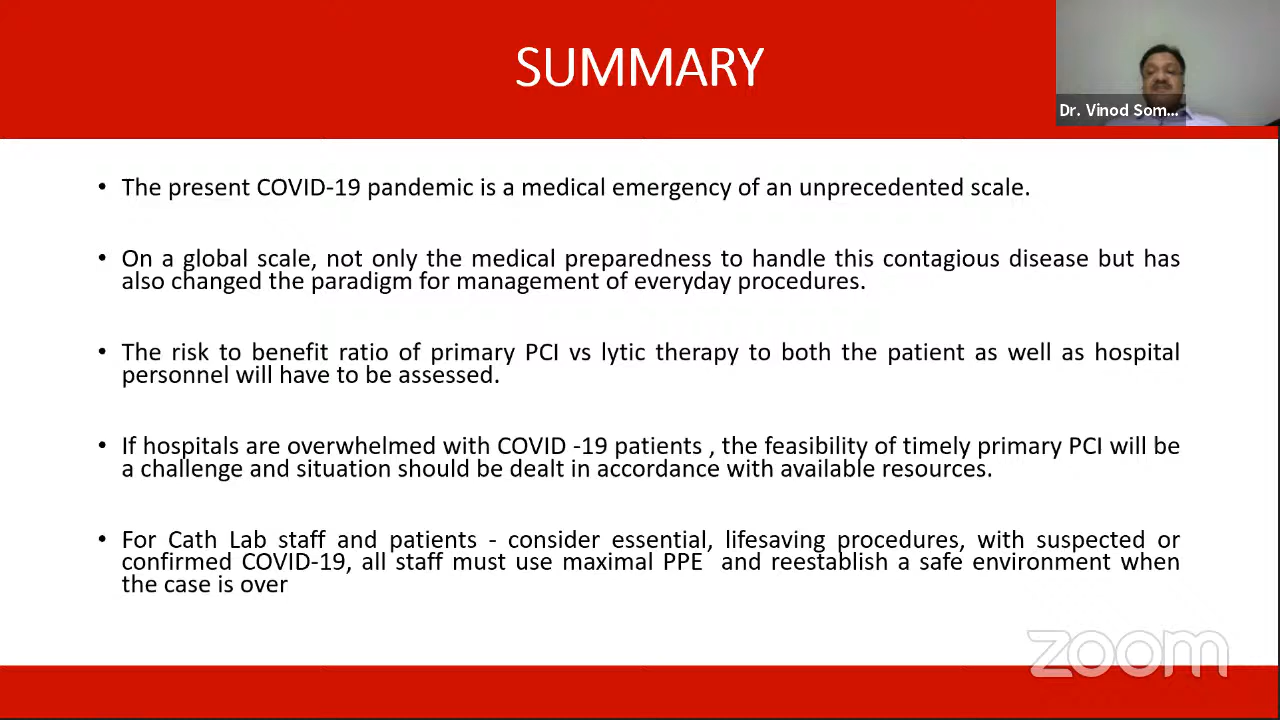 SUMMARY
Dr. Vinod Som...
• The present COVID-19 pandemic is a medical emergency of an unprecedented scale.
• On a global scale, not only the medical preparedness to handle this contagious disease but has
also changed the paradigm for management of everyday procedures.
• The risk to benefit ratio of primary PCI vs lytic therapy to both the patient as well as hospital
personnel will have to be assessed.
• If hospitals are overwhelmed with COVID -19 patients , the feasibility of timely primary PCI will be
a challenge and situation should be dealt in accordance with available resources.
• For Cath Lab staff and patients - consider essential, lifesaving procedures, with suspected or
confirmed COVID-19, all staff must use maximal PPE  and reestablish a safe environment when
the case is over
zoom